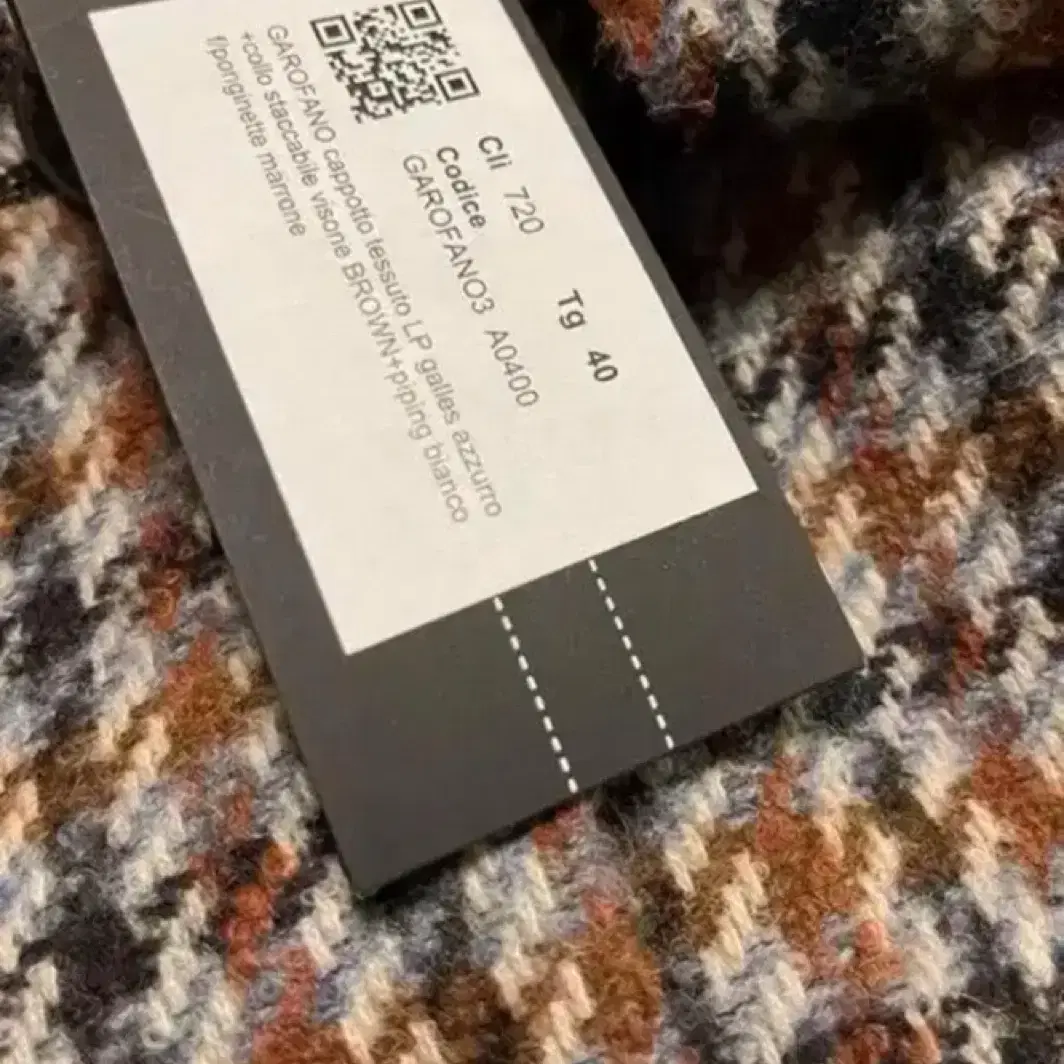 Cli 720 Tg 40
Codice
GAROFANO3 A0400
GAROFANO cappotto tessuto LP galles azzurro
+collo staccabile visone BROWN+piping bianco
f/ponginette marrone